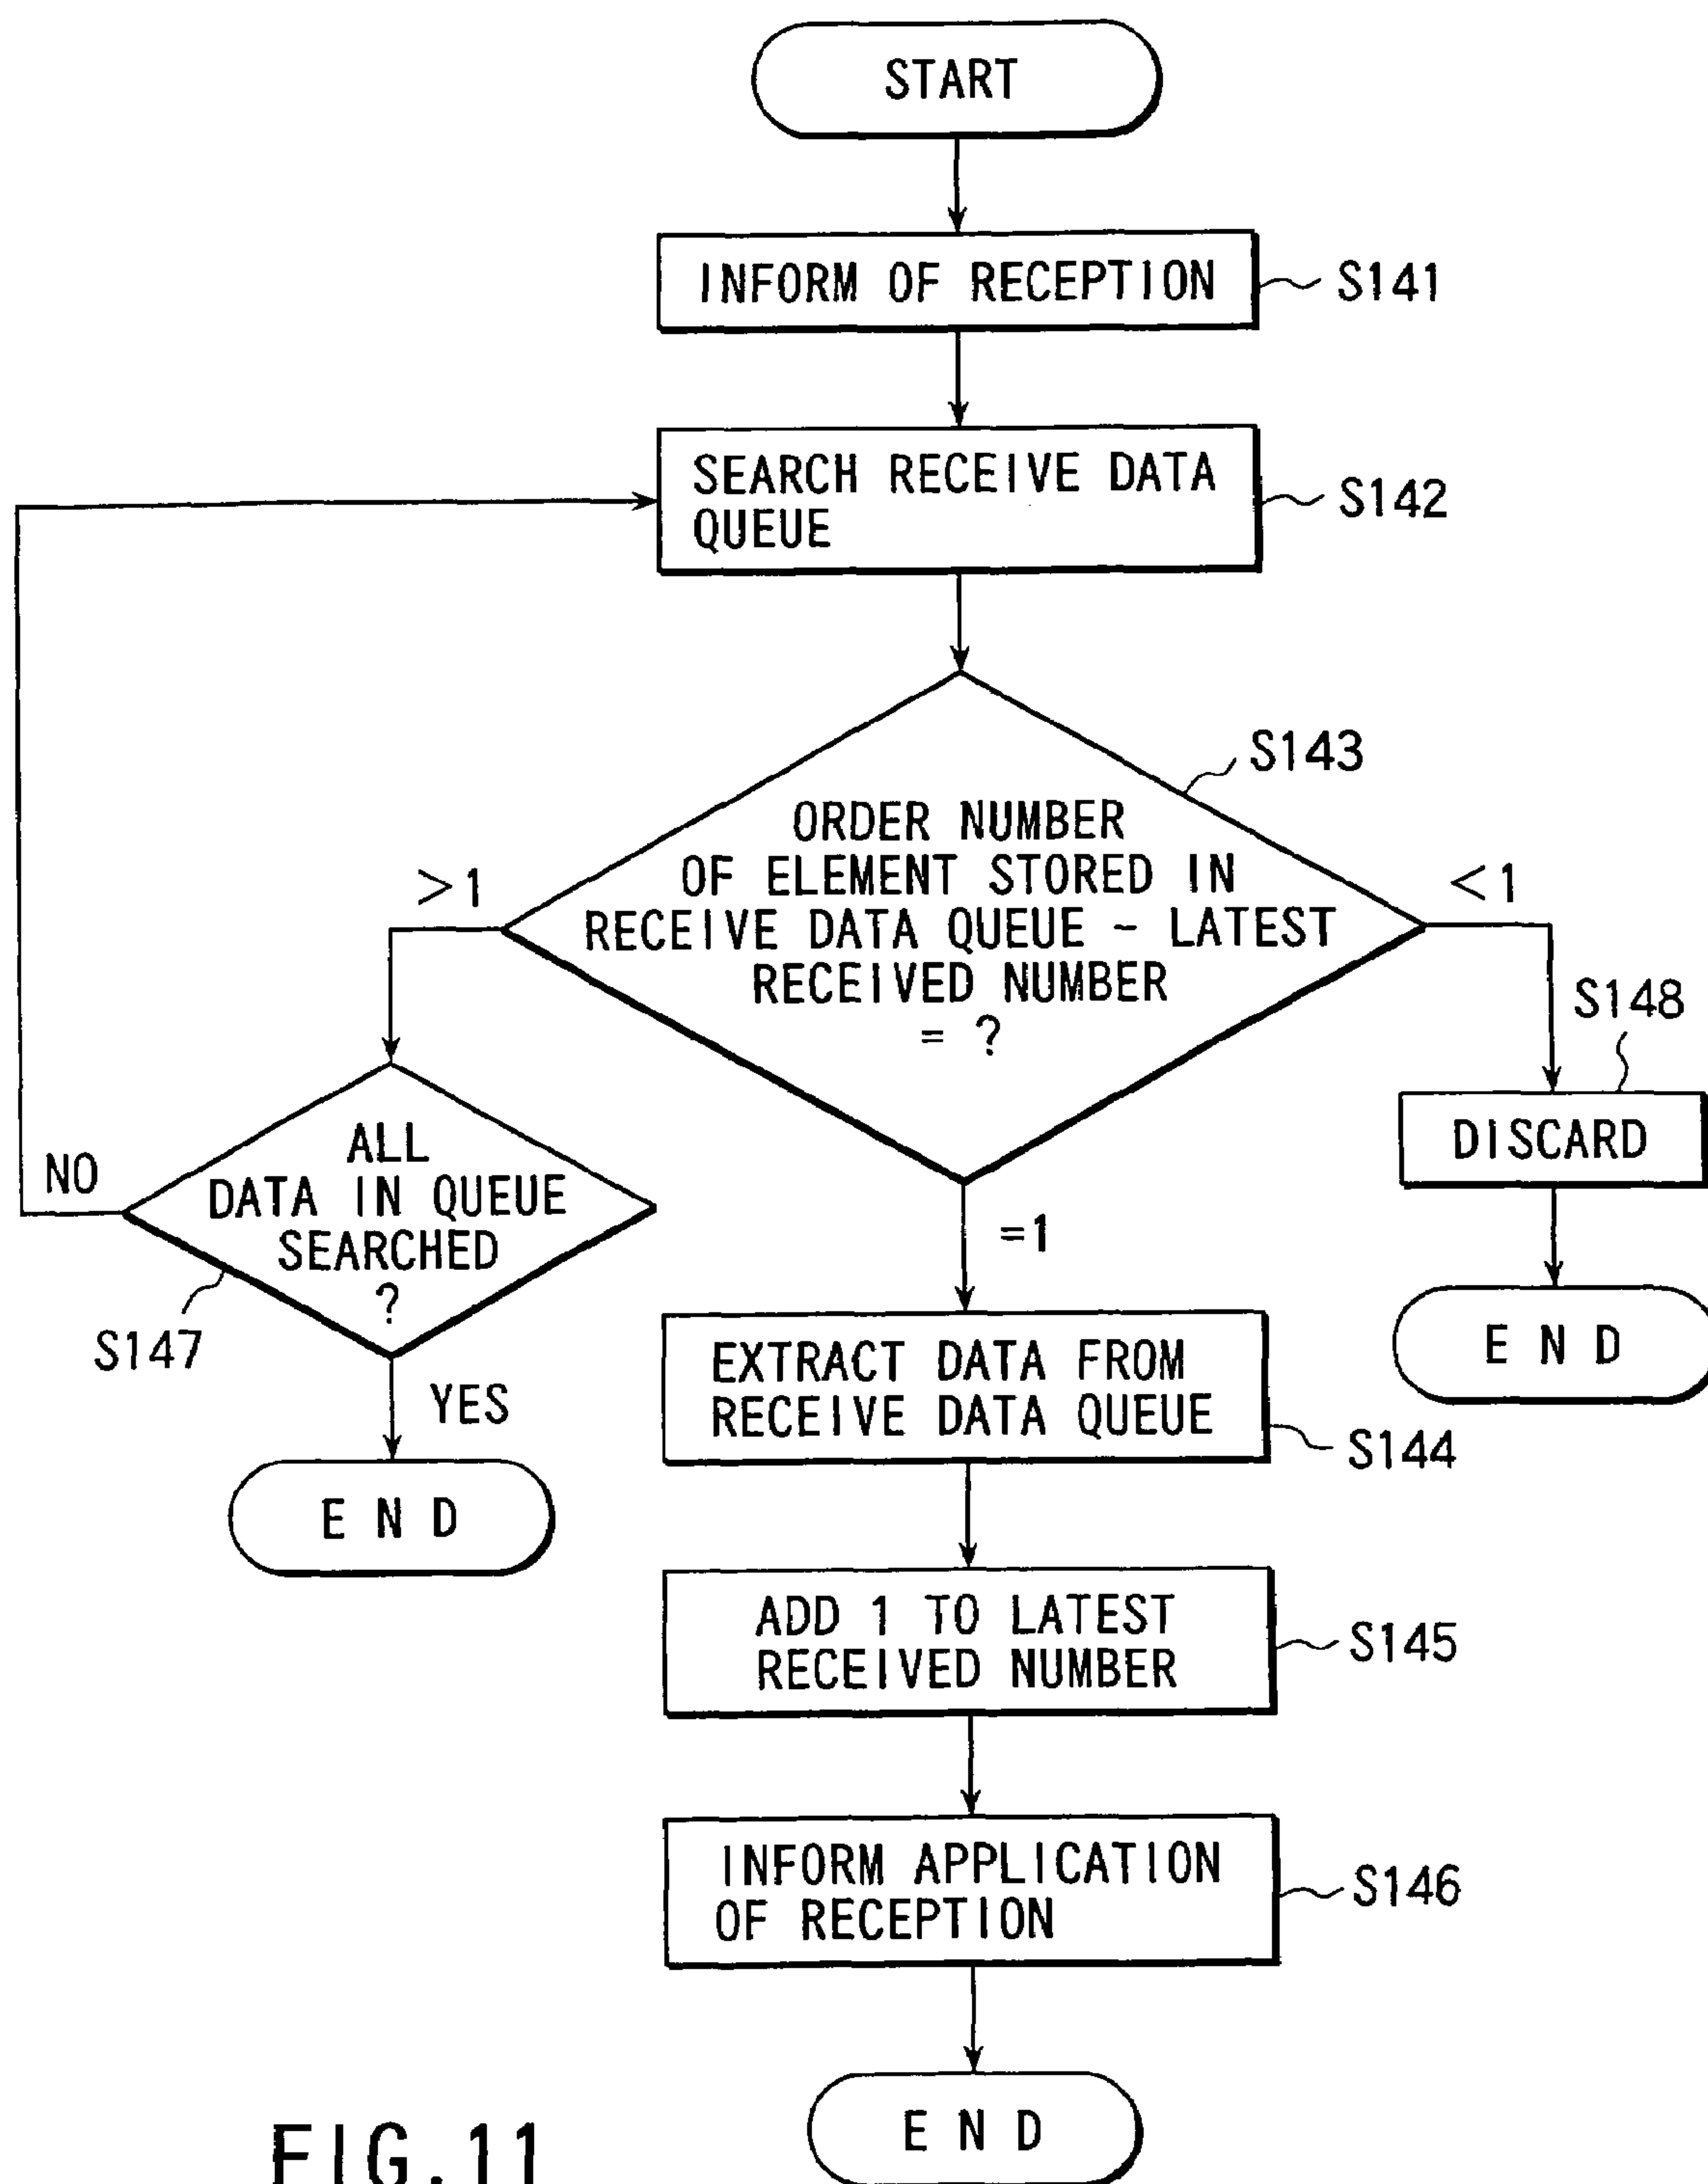 START
INFORM OF RECEPTION
S141
SEARCH RECEIVE DATA
QUEUE
S142
S143
ORDER NUMBER
OF ELEMENT STORED IN
RECEIVE DATA QUEUE - LATEST
RECEIVED NUMBER
= ?
>1
<1
S148
DISCARD
END
ALL
DATA IN QUEUE
SEARCHED
?
NO
S147
YES
END
=1
EXTRACT DATA FROM
RECEIVE DATA QUEUE
S144
ADD 1 TO LATEST
RECEIVED NUMBER
S145
INFORM APPLICATION
OF RECEPTION
S146
END
FIG.11